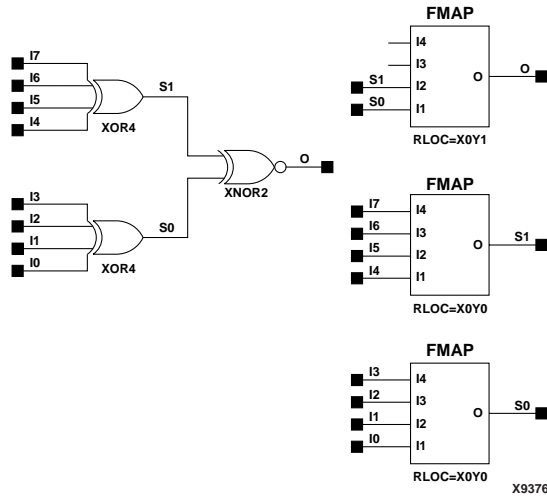 I7
I6
I5
I4
S1
XOR4
I3
I2
I1
I0
S0
XOR4
O
XNOR2
FMAP
I4
I3
S1 I2
S0 I1
O O
RLOC=X0Y1
FMAP
I7 I4
I6 I3
I5 I2
I4 I1
O S1
RLOC=X0Y0
FMAP
I3 I4
I2 I3
I1 I2
I0 I1
O S0
RLOC=X0Y0
X9376